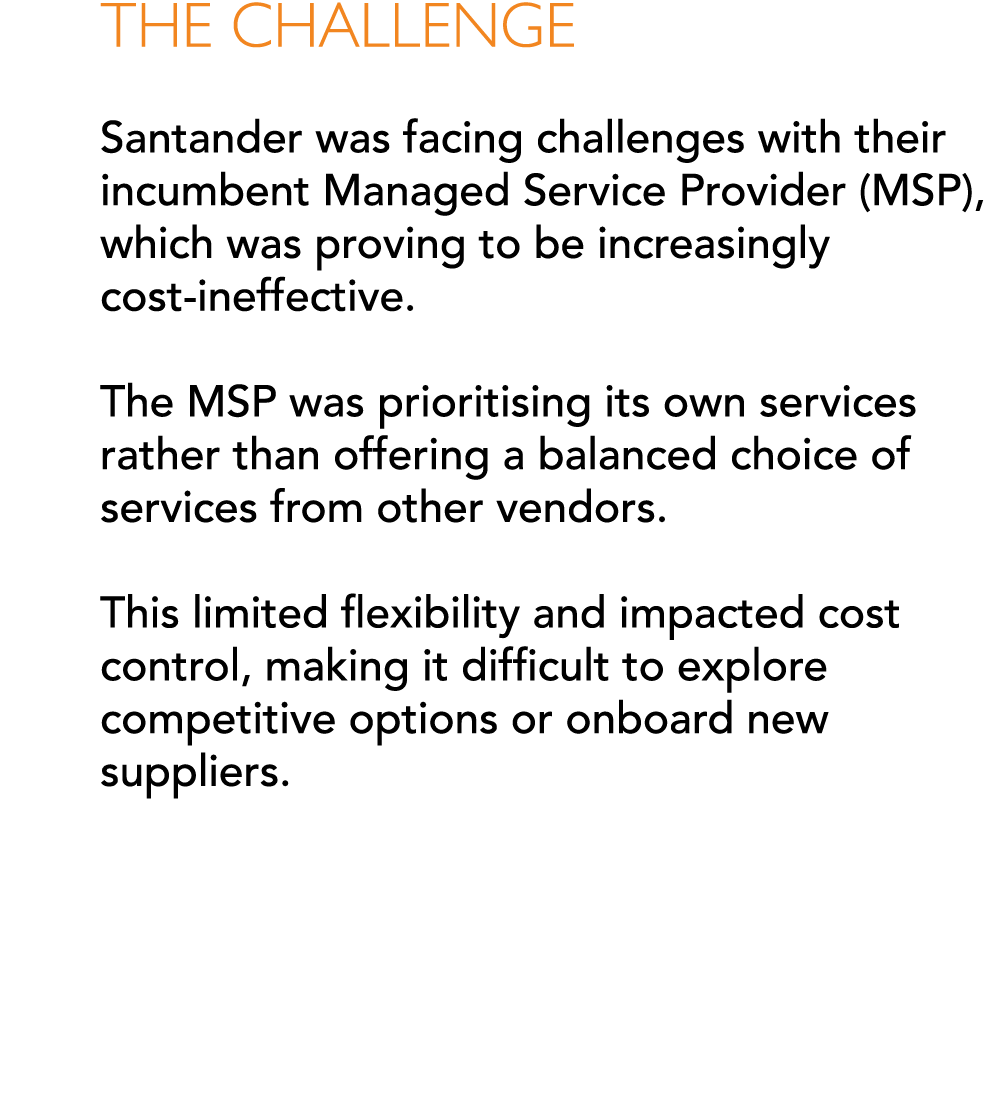 THE CHALLENGE
Santander was facing challenges with their
incumbent Managed Service Provider (MSP),
which was proving to be increasingly
cost-ineffective.
The MSP was prioritising its own services
rather than offering a balanced choice of
services from other vendors.
This limited flexibility and impacted cost
control, making it difficult to explore
competitive options or onboard new
suppliers.